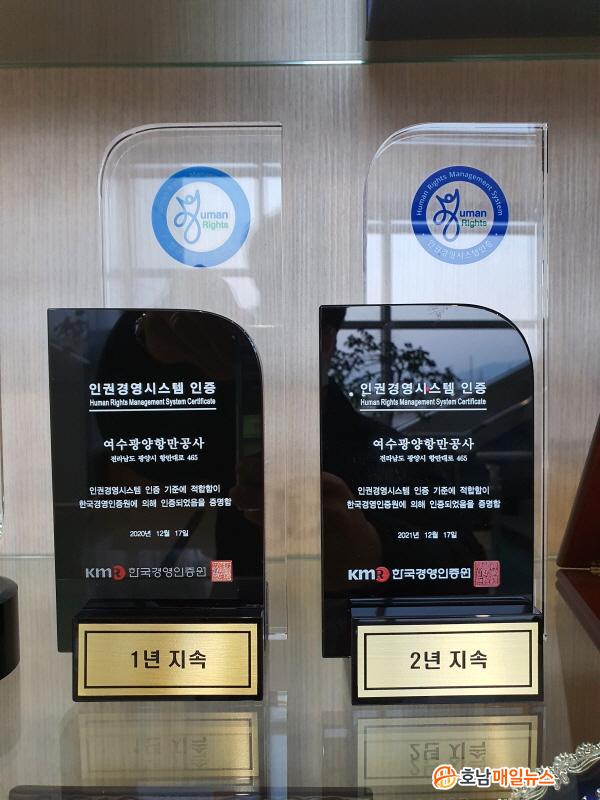 uman
Rights
인권경영시스템 인증
Human Rights Management System Certificate
여수광양항만공사
전라남도 광양시 항만대로 465
인권경영시스템 인증 기준에 적합함이
한국경영인증원에 의해 인증되었음을 증명함
2020년 12월 17일
KMR 한국경영인증원
1년 지속
Human Rights Management System
uman
Rights
인권경영시스템인증
인권경영시스템 인증
Human Rights Management System Certificate
여수광양항만공사
전라남도 광양시 항만대로 465
인권경영시스템 인증 기준에 적합함이
한국경영인증원에 의해 인증되었음을 증명함
2021년 12월 17일
KMR 한국경영인증원
2년 지속
호남매일뉴스